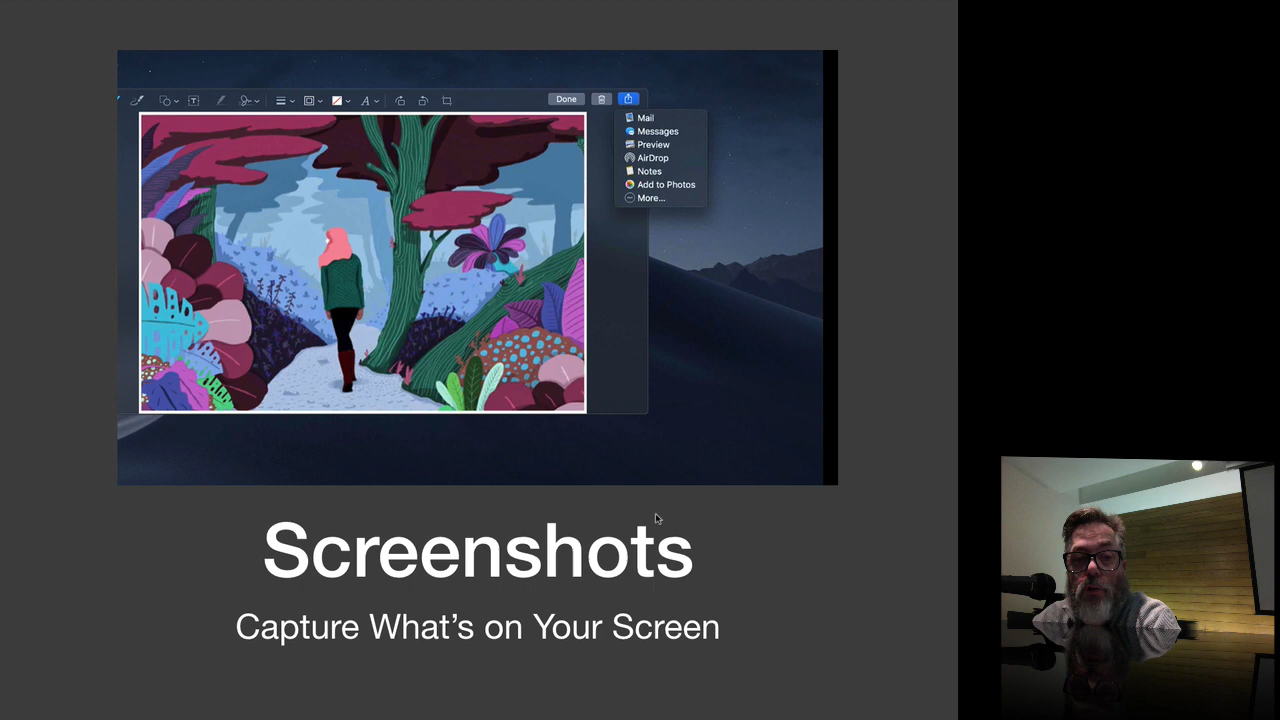 Done
Mail
Messages
Preview
AirDrop
Notes
Add to Photos
More...
Screenshots
Capture What's on Your Screen